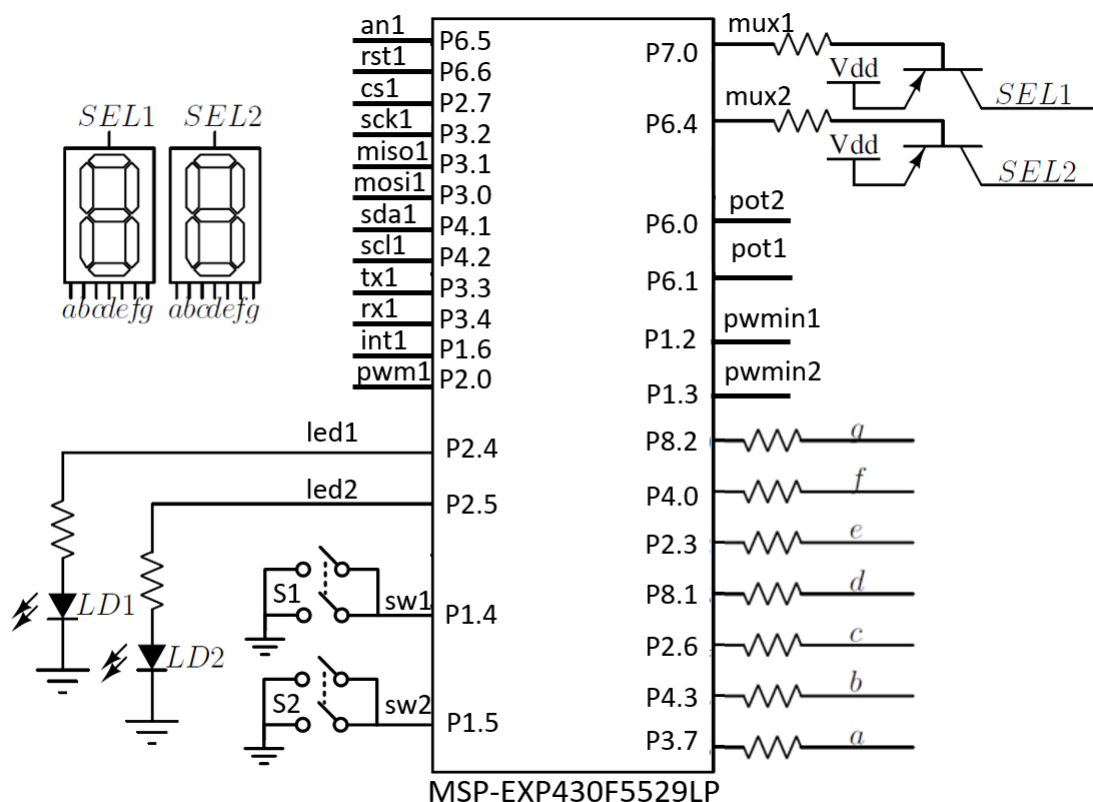 SEL1 SEL2
abcdefg abcdefg
an1 P6.5
rst1 P6.6
cs1 P2.7
sck1 P3.2
miso1 P3.1
mosi1 P3.0
sda1 P4.1
scl1 P4.2
tx1 P3.3
rx1 P3.4
int1 P1.6
pwm1 P2.0
led1 P2.4
led2 P2.5
LD1
LD2
S1 sw1 P1.4
S2 sw2 P1.5
P7.0 mux1
Vdd
SEL1
P6.4 mux2
Vdd
SEL2
P6.0 pot2
P6.1 pot1
P1.2 pwmin1
P1.3 pwmin2
P8.2 g
P4.0 f
P2.3 e
P8.1 d
P2.6 c
P4.3 b
P3.7 a
MSP-EXP430F5529LP